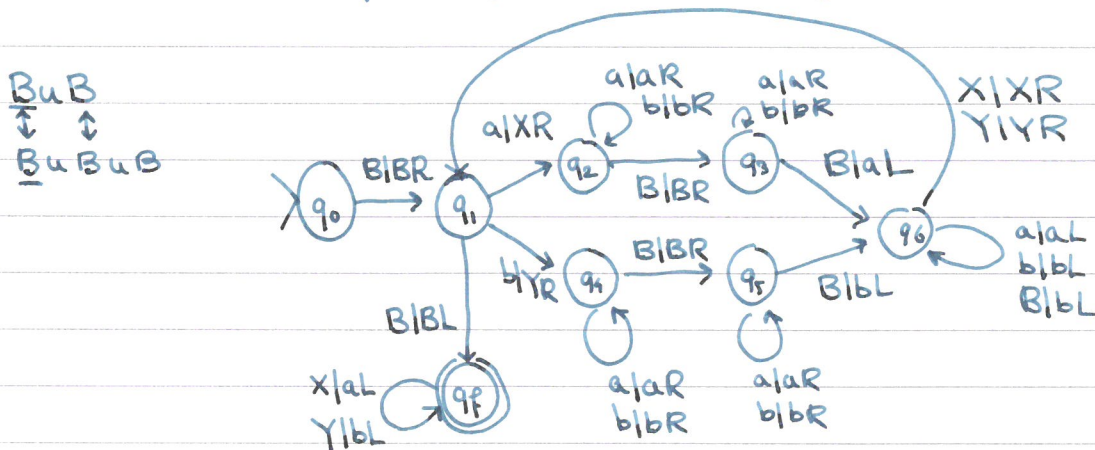 BuB
BuBuB
q0
B|BR
q1
a|XR
q2
a|aR
b|bR
B|BR
q3
a|aR
b|bR
B|aL
X|XR
Y|YR
q6
a|aL
b|bL
B|bL
b|YR
q4
a|aR
b|bR
B|BR
q5
a|aR
b|bR
B|bL
B|BL
qf
X|aL
Y|bL